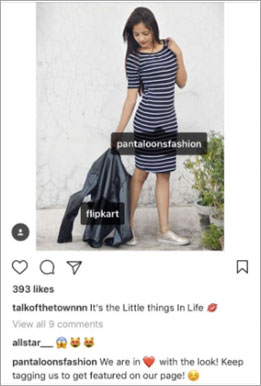 pantaloonsfashion
flipkart
393 likes
talkofthetownnn It's the Little things In Life 💋
View all 9 comments
allstar__ 😱😹😹
pantaloonsfashion We are in ❤️ with the look! Keep
tagging us to get featured on our page! 😊